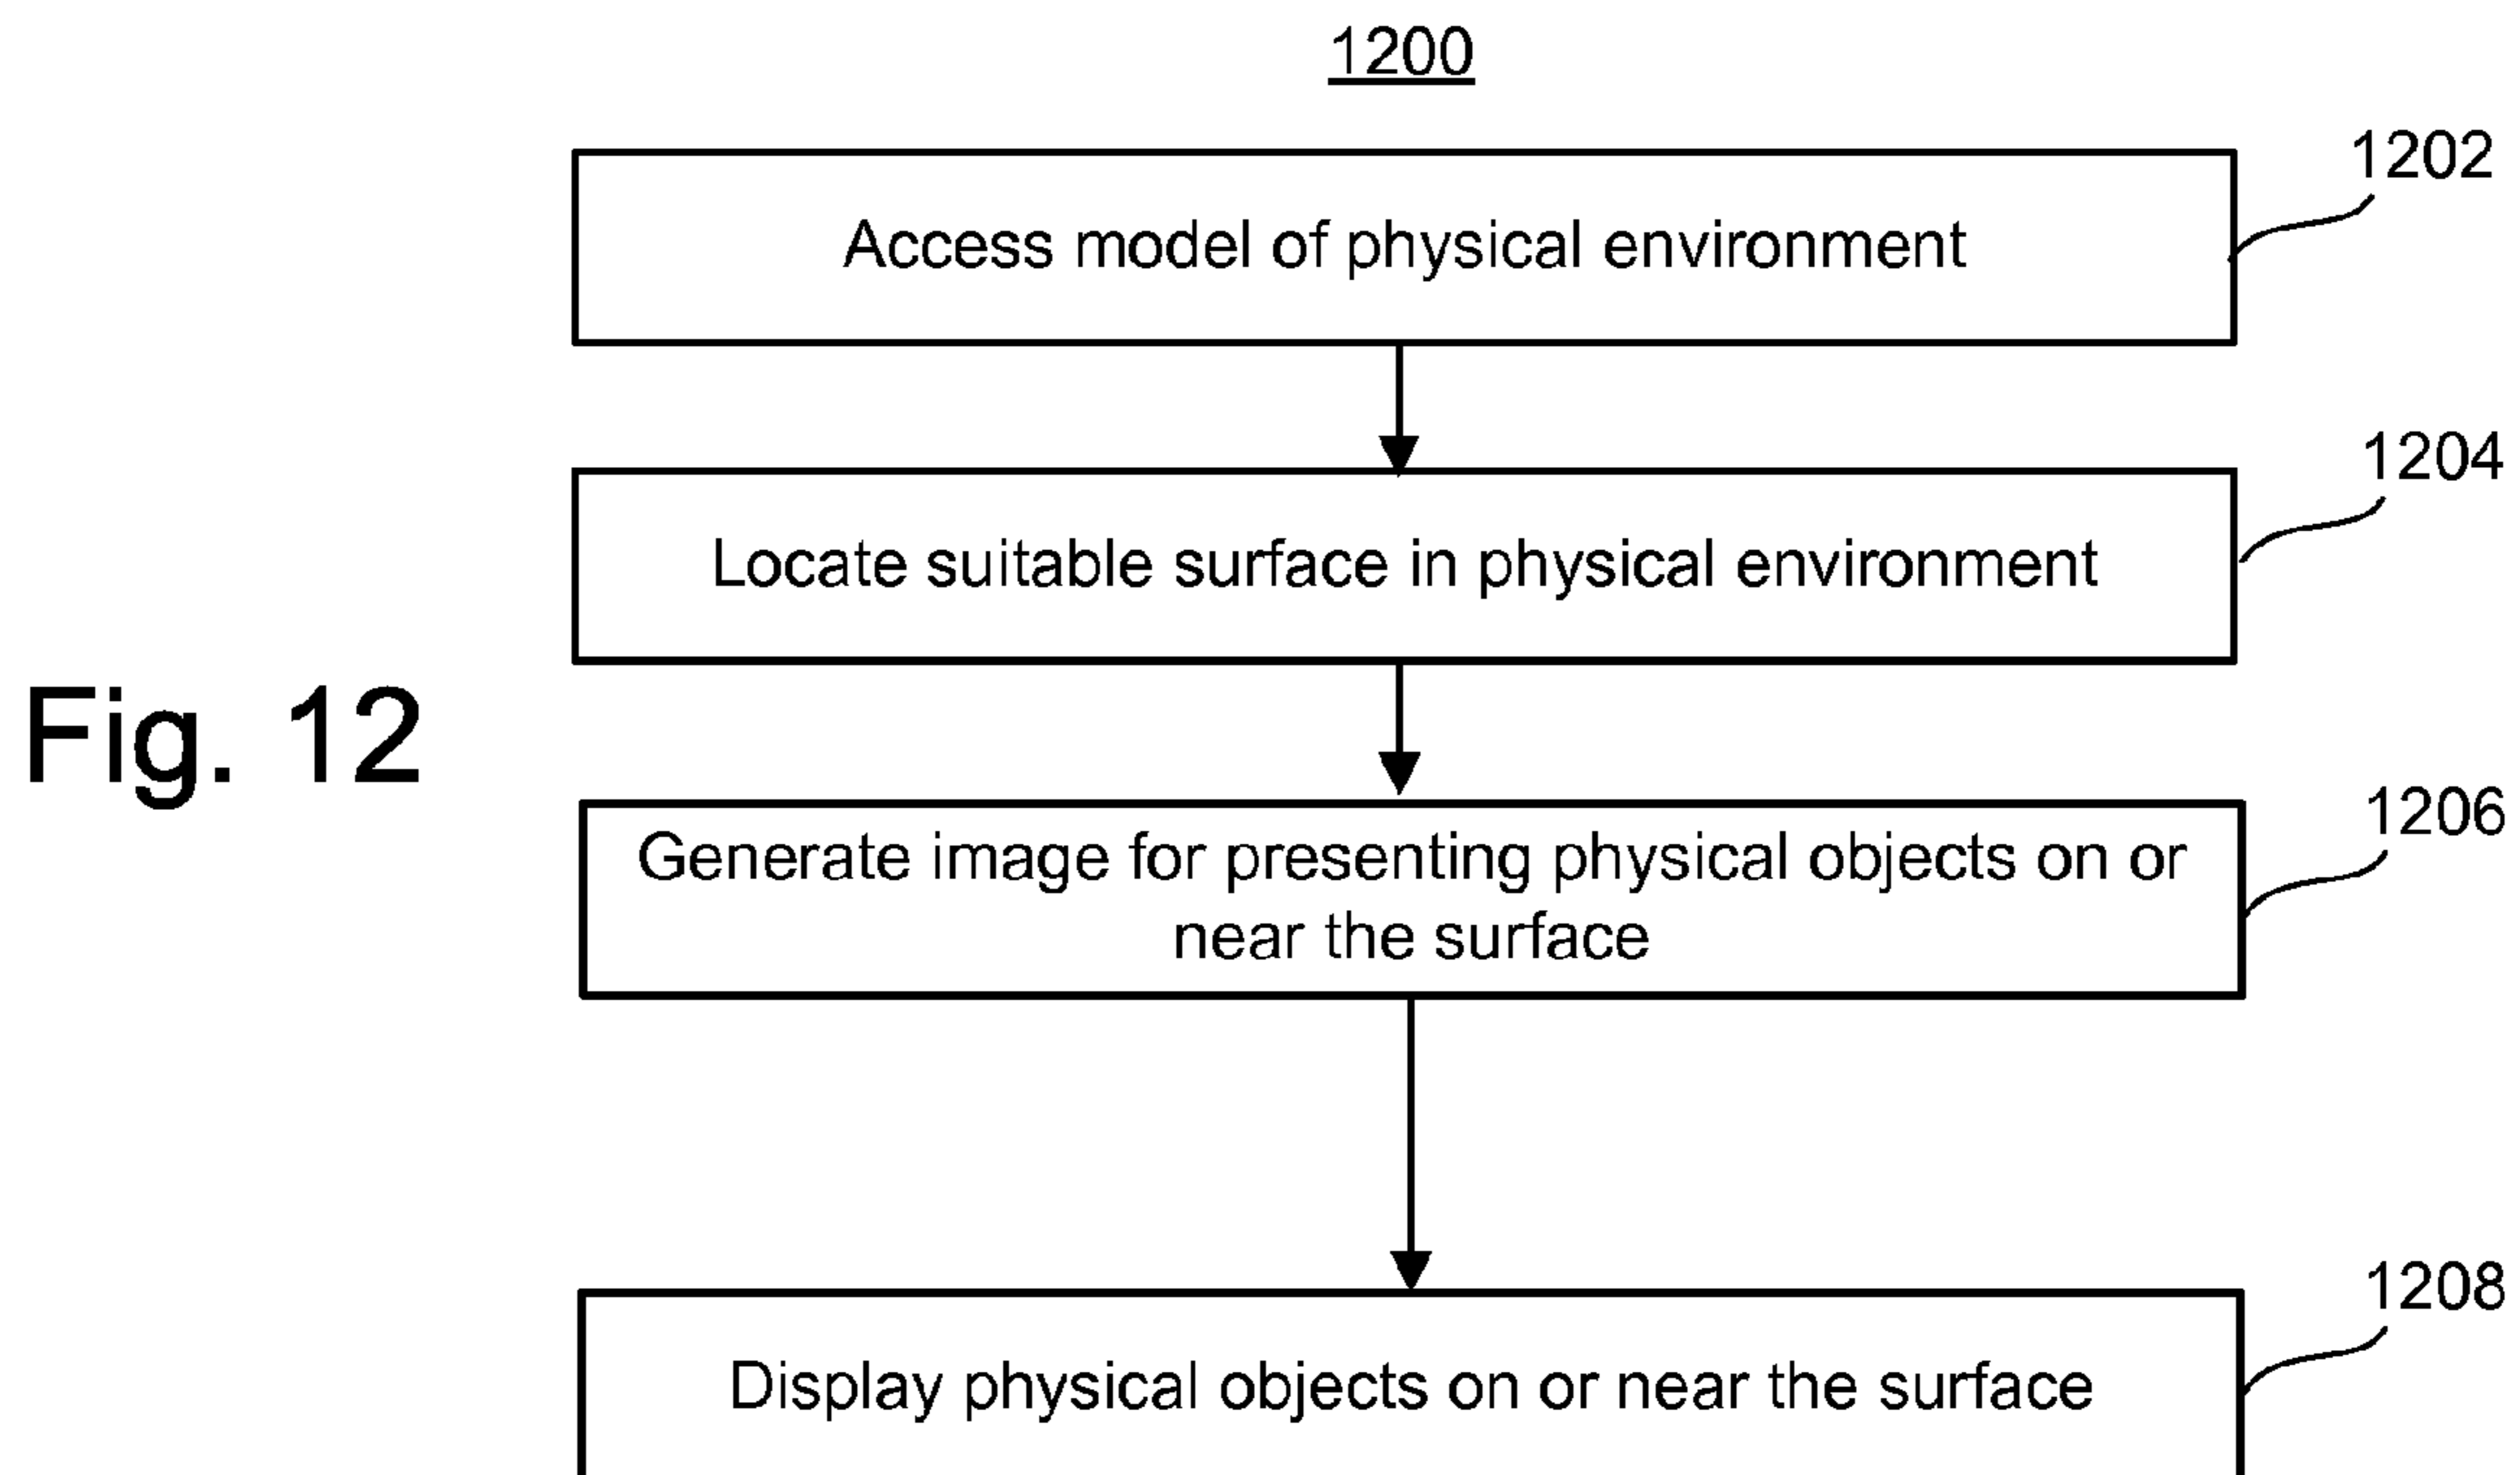 1200
1202
Access model of physical environment
1204
Locate suitable surface in physical environment
Fig. 12
1206
Generate image for presenting physical objects on or
near the surface
1208
Display physical objects on or near the surface